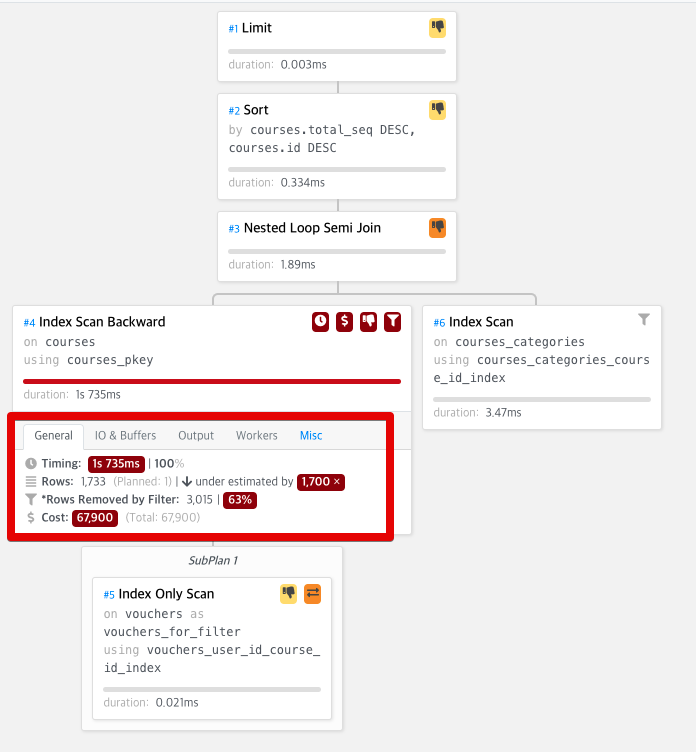 #1 Limit
duration: 0.003ms
#2 Sort
by courses.total_seq DESC,
courses.id DESC
duration: 0.334ms
#3 Nested Loop Semi Join
duration: 1.89ms
#4 Index Scan Backward
on courses
using courses_pkey
duration: 1s 735ms
General IO & Buffers Output Workers Misc
Timing: 1s 735ms | 100%
Rows: 1,733 (Planned: 1) | under estimated by 1,700 ×
*Rows Removed by Filter: 3,015 | 63%
$ Cost: 67,900 (Total: 67,900)
#6 Index Scan
on courses_categories
using courses_categories_cours
e_id_index
duration: 3.47ms
SubPlan 1
#5 Index Only Scan
on vouchers as
vouchers_for_filter
using vouchers_user_id_course_
id_index
duration: 0.021ms